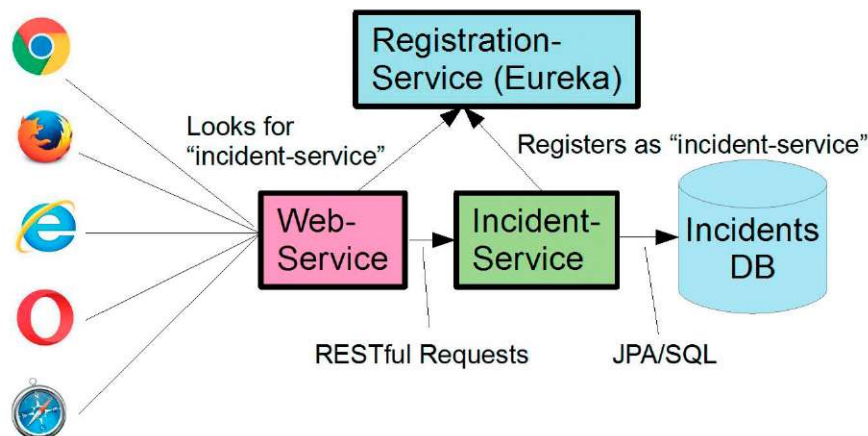 Registration-
Service (Eureka)
Looks for
“incident-service”
Registers as “incident-service”
Web-
Service
Incident-
Service
Incidents
DB
RESTful Requests
JPA/SQL